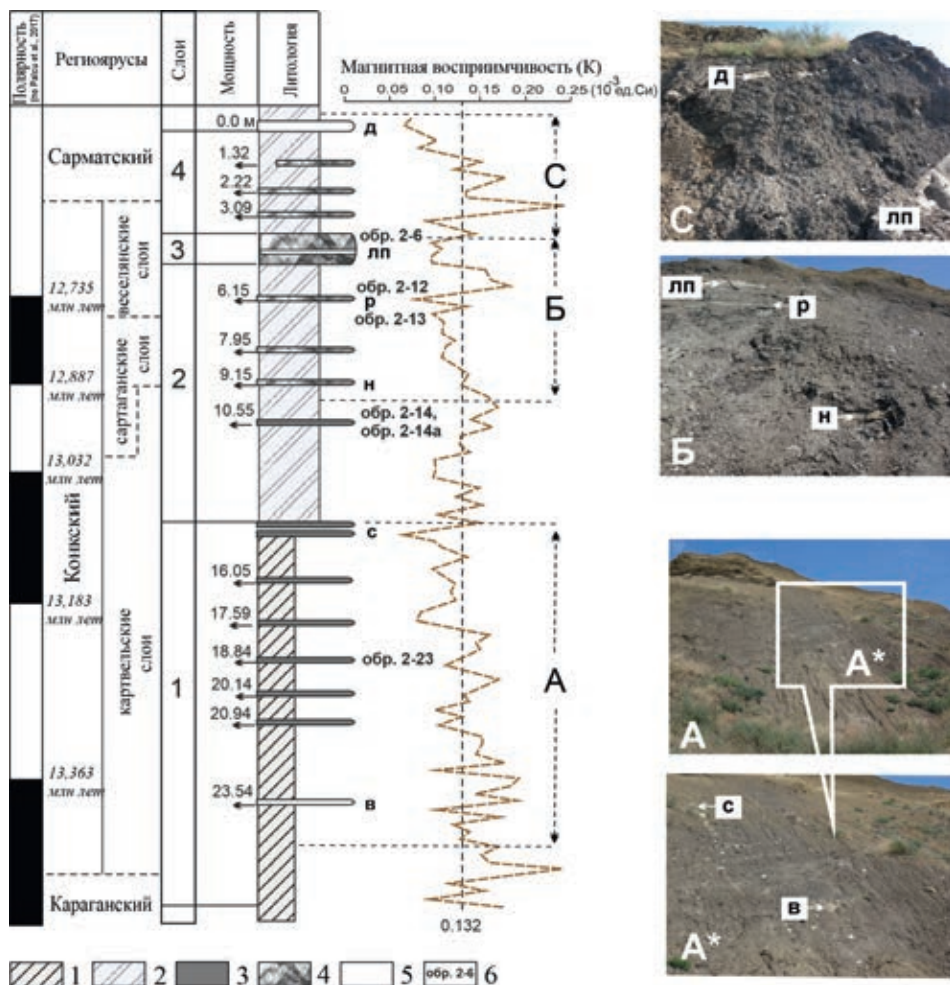 Полярность
(по Palcu et al., 2017)
Регионярусы
Слои
Мощность
Литология
Магнитная восприимчивость (К)
0 0,05 0,10 0,15 0,20 25 (10⁻³ ед.Си)
Сарматский
Конкский
Караганский
веселянские слои
сартаганские слои
картвельские слои
12,735
млн лет
12,887
млн лет
13,032
млн лет
13,183
млн лет
13,363
млн лет
4
3
2
1
0.0 м
1.32
2.22
3.09
6.15
7.95
9.15
10.55
16.05
17.59
18.84
20.14
20.94
23.54
д
обр. 2-6
лп
обр. 2-12
р
обр. 2-13
н
обр. 2-14,
обр. 2-14а
с
обр. 2-23
в
С
Б
А
0.132
д
лп
С
лп
р
н
Б
А*
А
с
в
А*
1 2 3 4 5 обр. 2-6 6